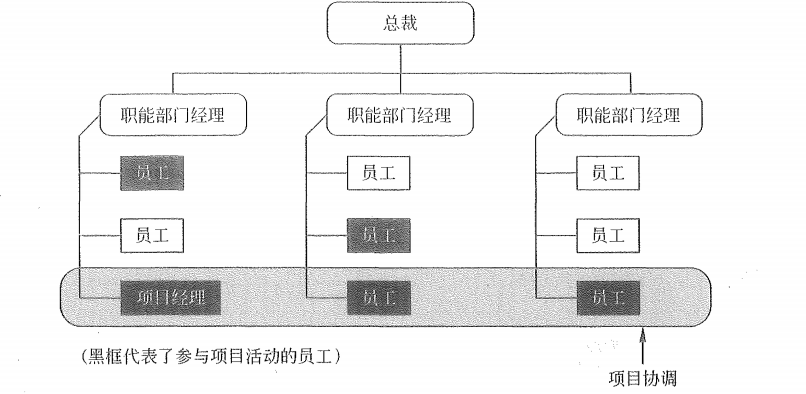 总裁
职能部门经理 职能部门经理 职能部门经理
员工 员工 员工
员工 员工 员工
项目经理 员工 员工
(黑框代表了参与项目活动的员工)
项目协调